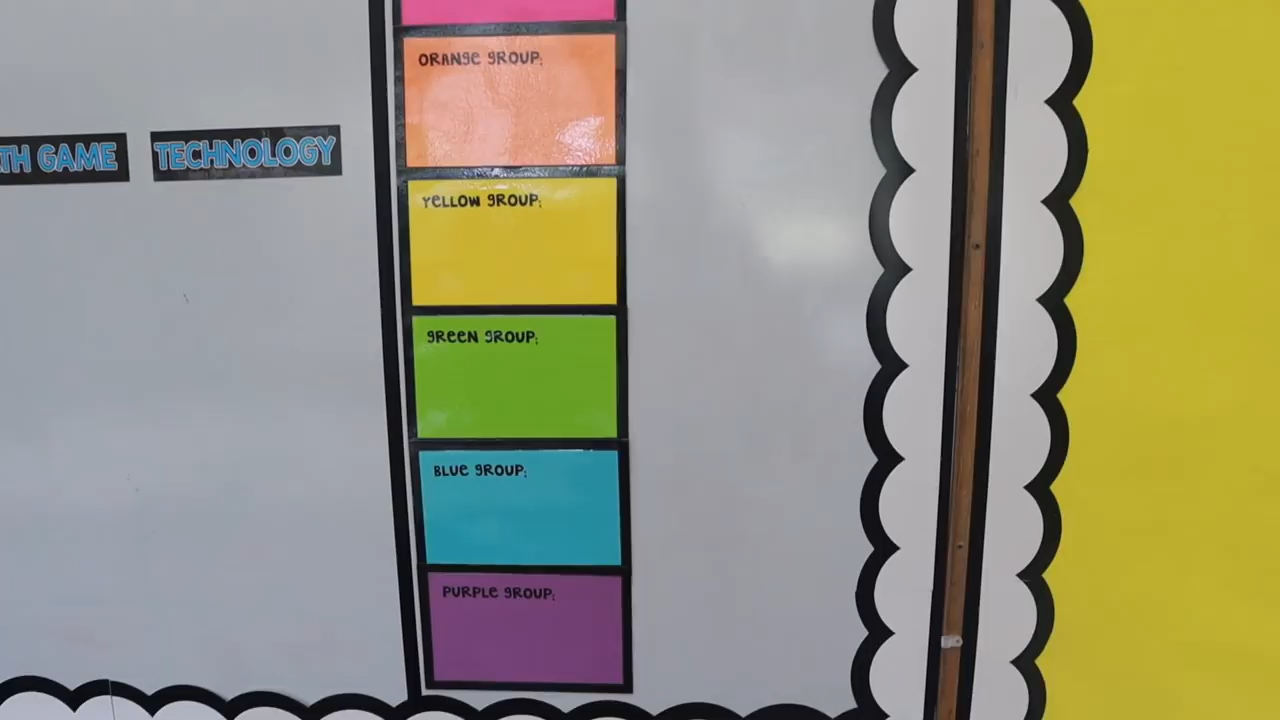 ORANGE GROUP:
TH GAME
TECHNOLOGY
YELLOW GROUP:
GREEN GROUP:
BLUE GROUP:
PURPLE GROUP: